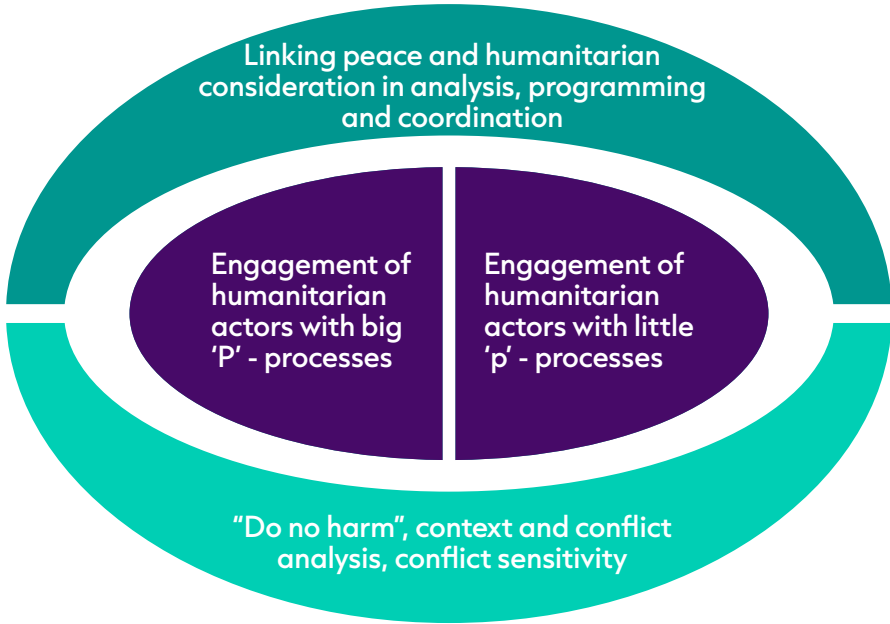 Linking peace and humanitarian
consideration in analysis, programming
and coordination
Engagement of
humanitarian
actors with big
‘P’ - processes
Engagement of
humanitarian
actors with little
‘p’ - processes
“Do no harm”, context and conflict
analysis, conflict sensitivity